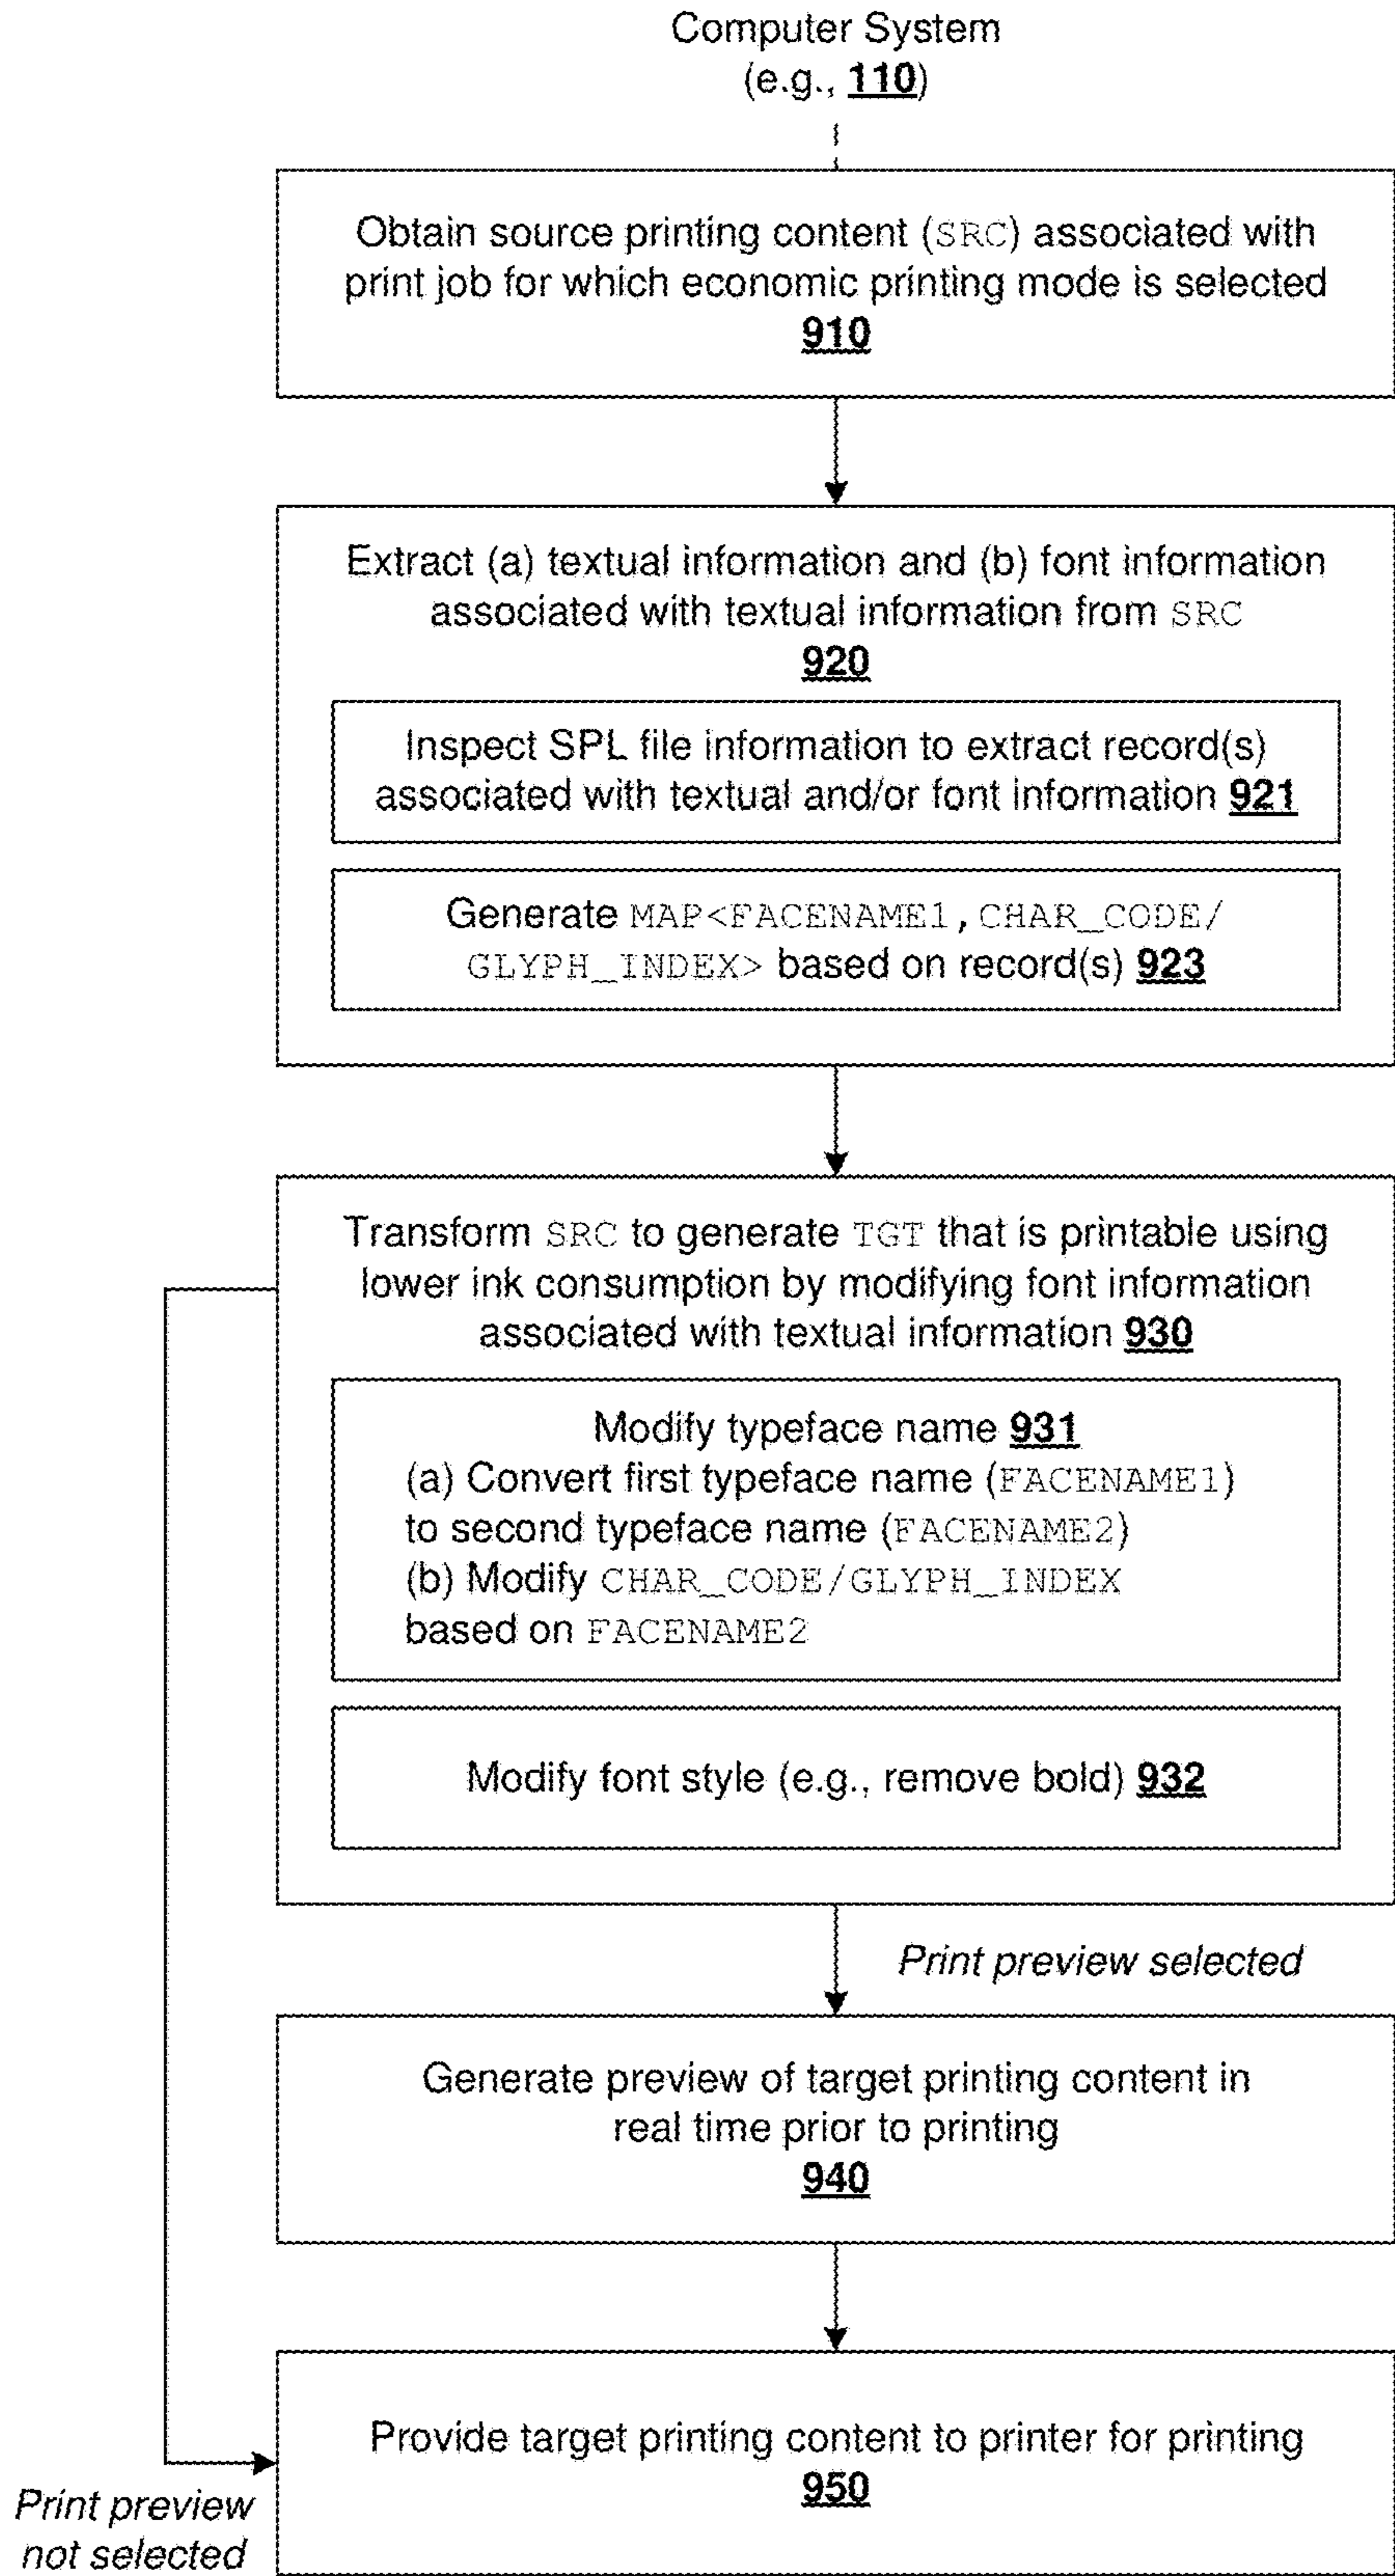 Computer System
(e.g., 110)
Obtain source printing content (SRC) associated with
print job for which economic printing mode is selected
910
Extract (a) textual information and (b) font information
associated with textual information from SRC
920
Inspect SPL file information to extract record(s)
associated with textual and/or font information 921
Generate MAP<FACENAME1, CHAR_CODE/
GLYPH_INDEX> based on record(s) 923
Transform SRC to generate TGT that is printable using
lower ink consumption by modifying font information
associated with textual information 930
Modify typeface name 931
(a) Convert first typeface name (FACENAME1)
to second typeface name (FACENAME2)
(b) Modify CHAR_CODE/GLYPH_INDEX
based on FACENAME2
Modify font style (e.g., remove bold) 932
Print preview selected
Generate preview of target printing content in
real time prior to printing
940
Provide target printing content to printer for printing
950
Print preview
not selected